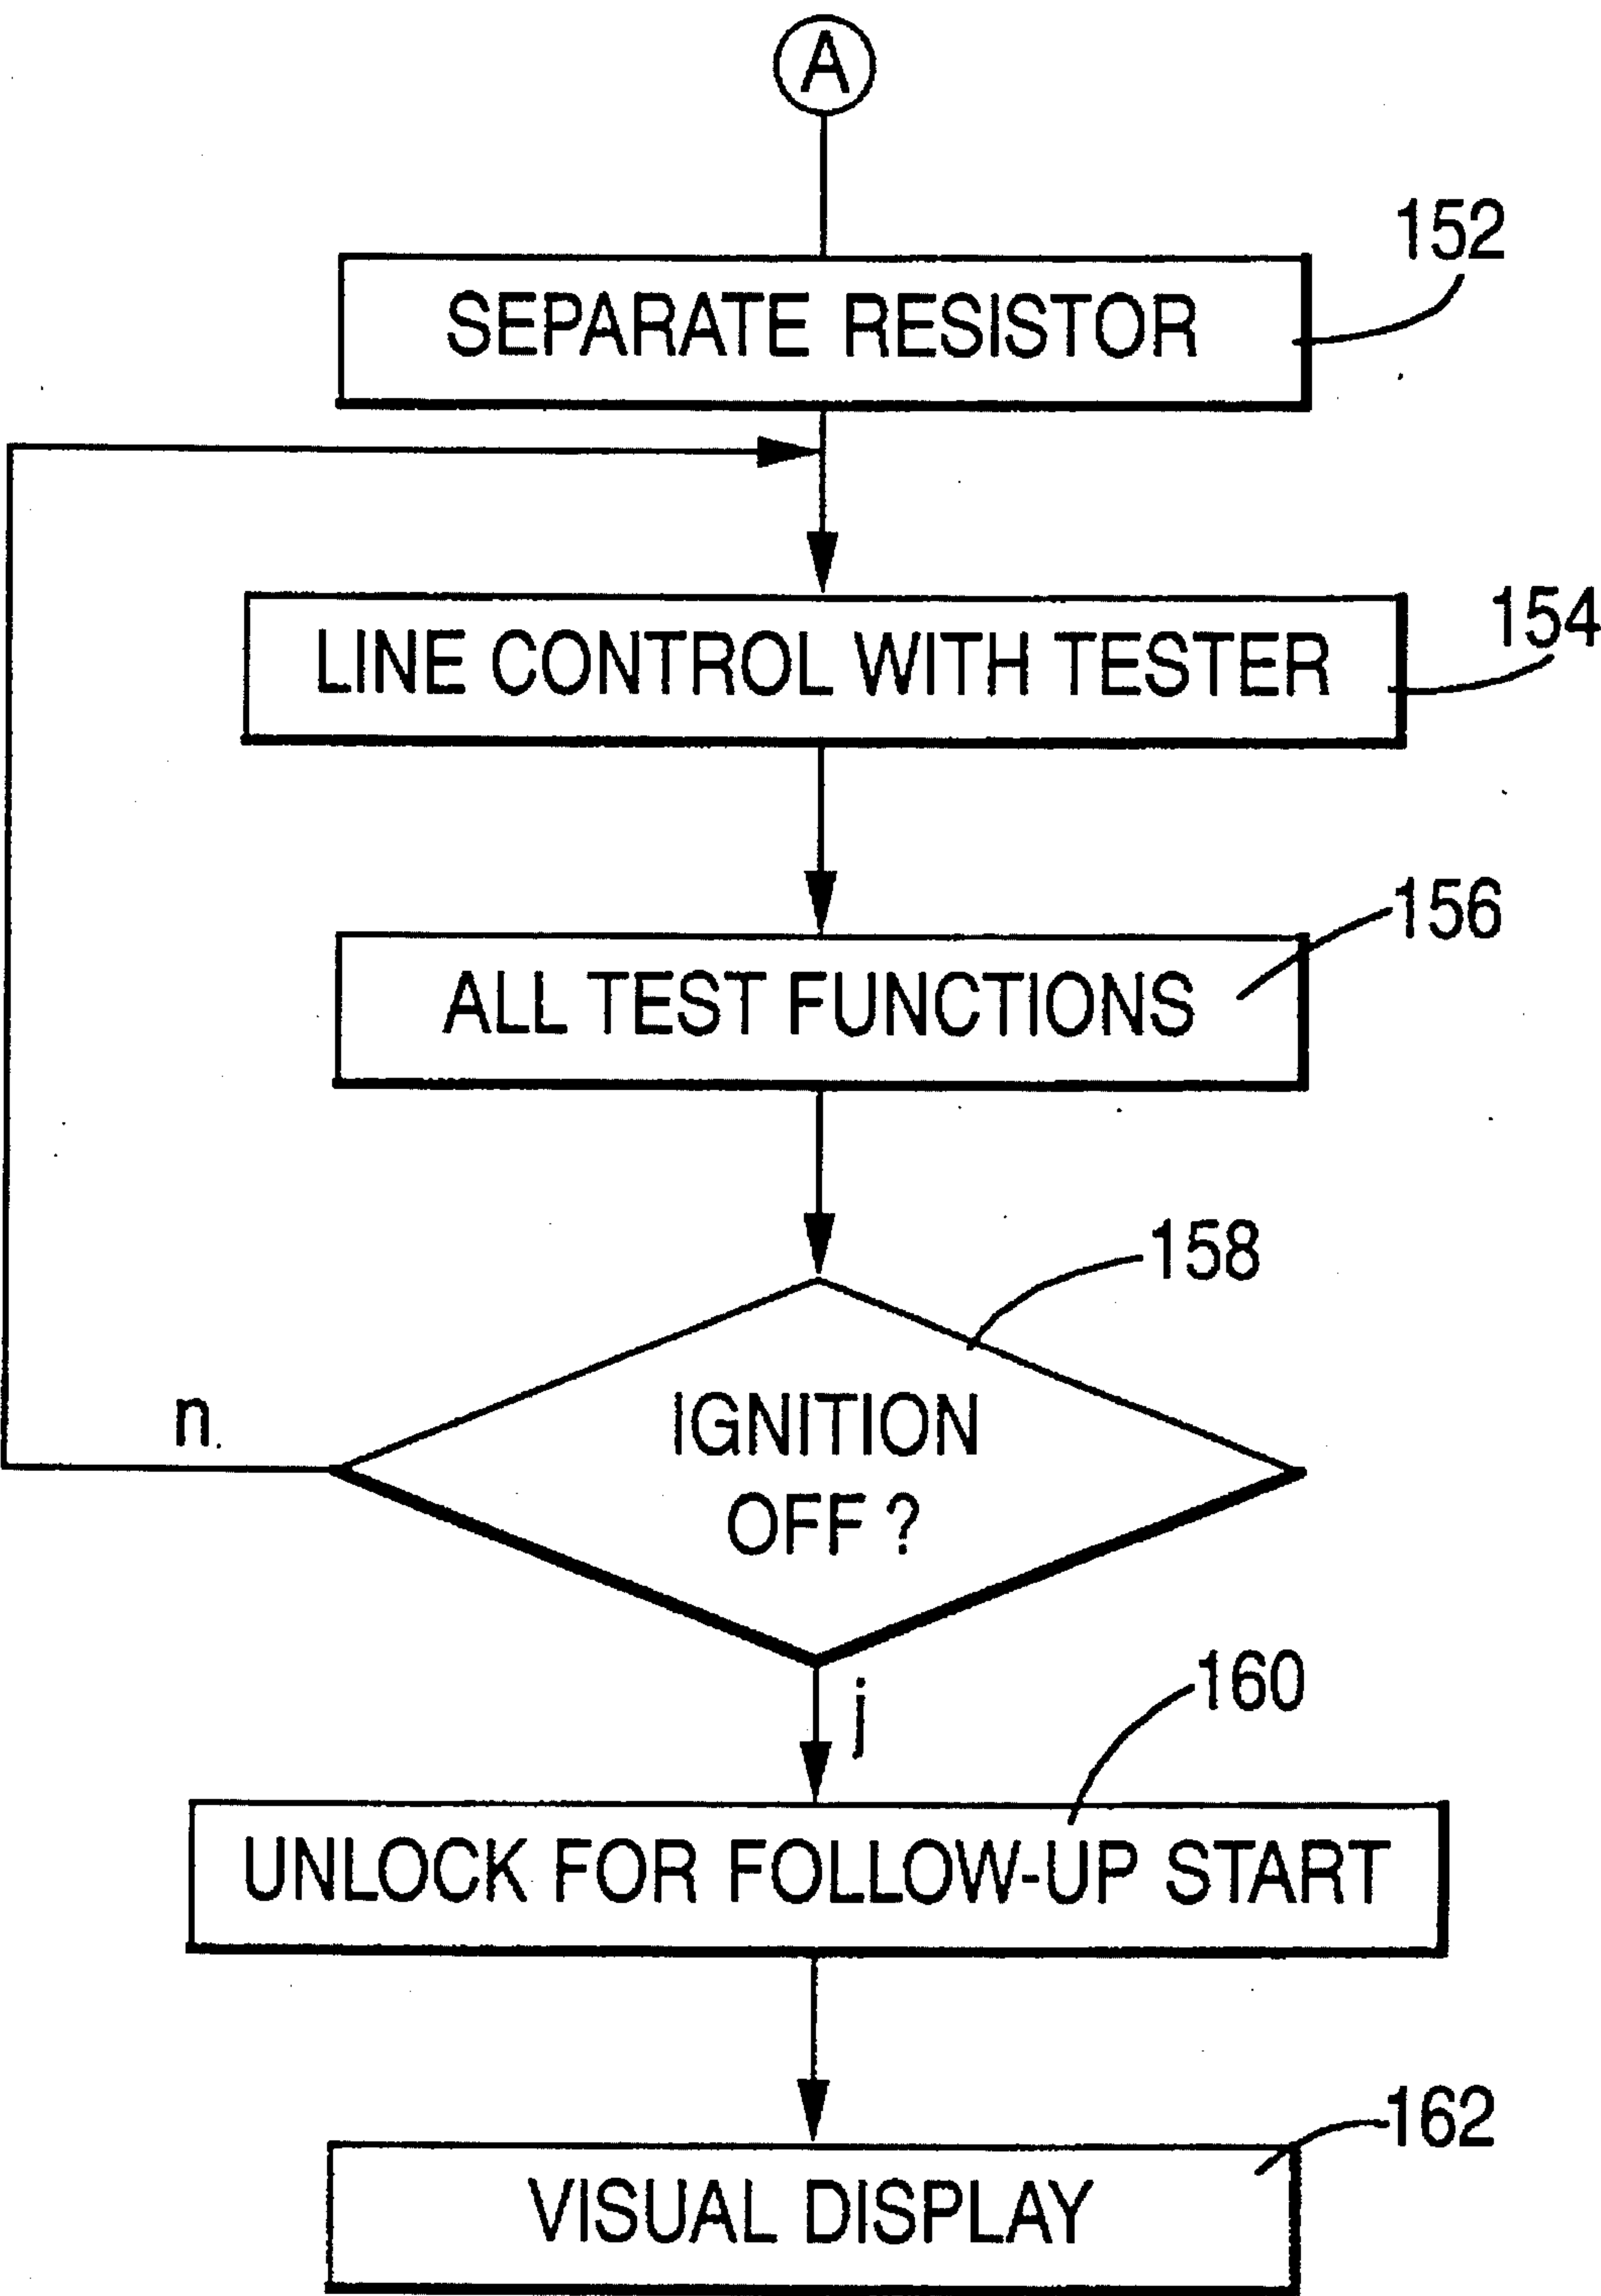 A
152
SEPARATE RESISTOR
154
LINE CONTROL WITH TESTER
156
ALL TEST FUNCTIONS
158
n.
IGNITION
OFF ?
j
160
UNLOCK FOR FOLLOW-UP START
162
VISUAL DISPLAY